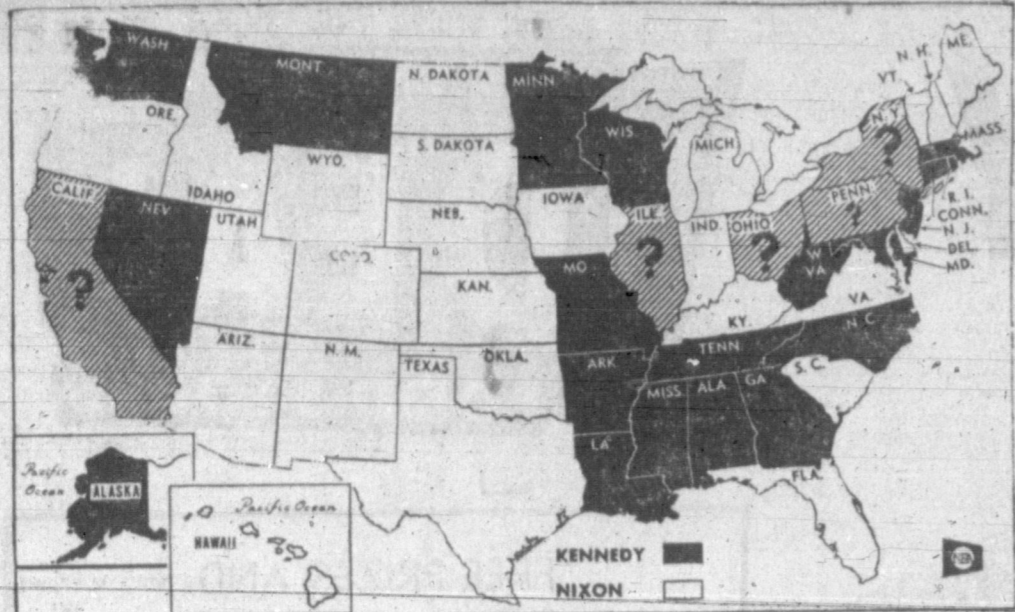 WASH
MONT
N. DAKOTA
MINN
N. H.
ME.
VT.
ORE.
N.Y.
?
MASS.
S. DAKOTA
WIS.
MICH
WYO.
IDAHO
CALIF
NEV
UTAH
NEB.
IOWA
ILL.
?
IND.
OHIO
?
PENN.
?
R. I.
CONN.
N. J.
DEL.
MD.
W
VA
COLO.
KAN.
MO
?
KY.
VA.
N.C.
ARIZ.
N. M.
TEXAS
OKLA.
ARK
TENN
S. C.
MISS
ALA
GA
LA
FLA.
Pacific
Ocean
ALASKA
Pacific Ocean
HAWAII
KENNEDY
NIXON
NEA